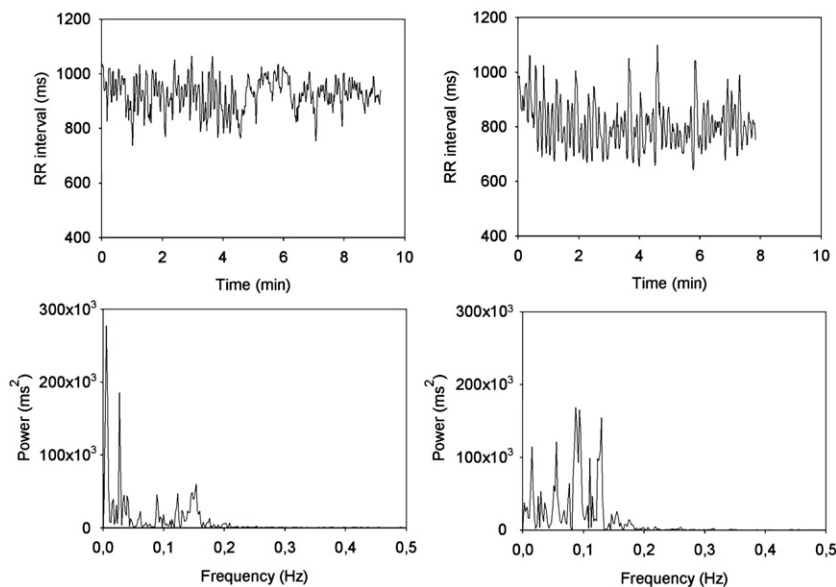 1200
1000
800
600
400
RR interval (ms)
0 2 4 6 8 10
Time (min)
1200
1000
800
600
400
RR interval (ms)
0 2 4 6 8 10
Time (min)
300x10³
200x10³
100x10³
0
Power (ms²)
0,0 0,1 0,2 0,3 0,4 0,5
Frequency (Hz)
300x10³
200x10³
100x10³
0
Power (ms²)
0,0 0,1 0,2 0,3 0,4 0,5
Frequency (Hz)